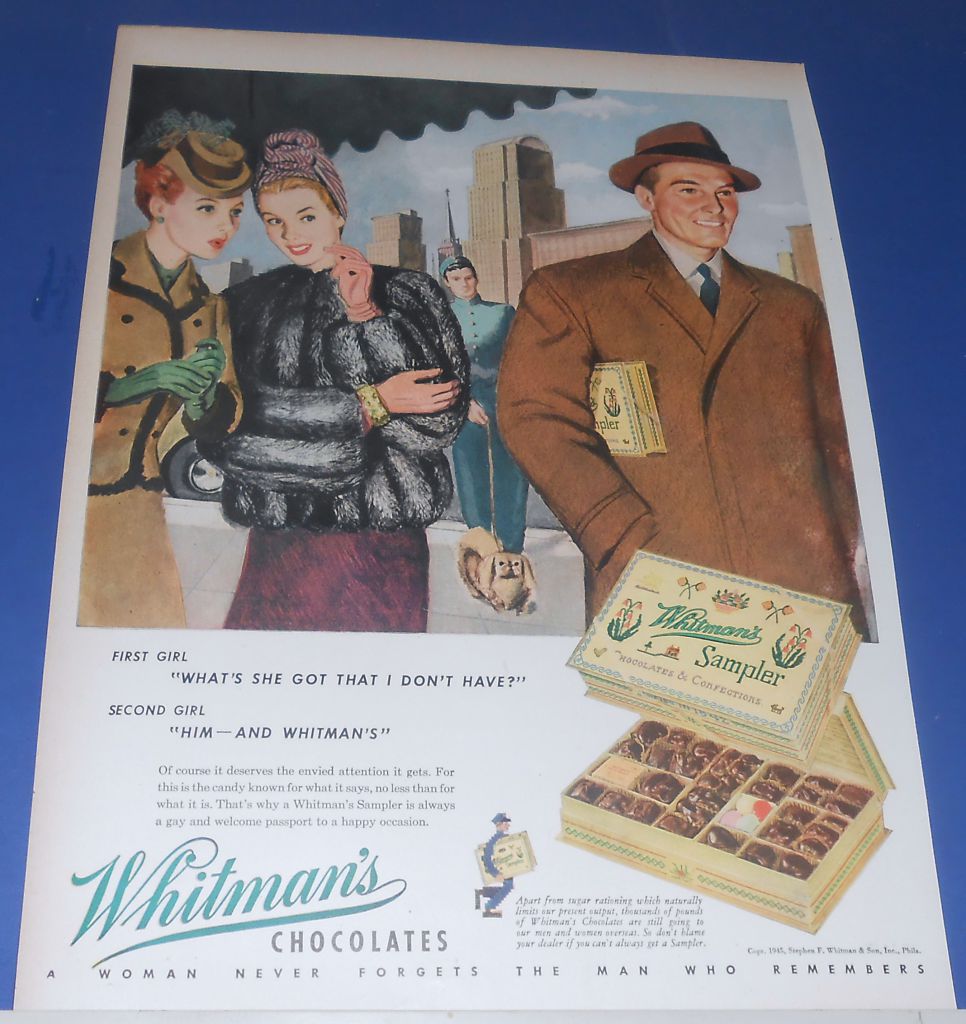 mpler
Whitman's
Sampler
CHOCOLATES & CONFECTIONS
FIRST GIRL
"WHAT'S SHE GOT THAT I DON'T HAVE?"
SECOND GIRL
"HIM—AND WHITMAN'S"
Of course it deserves the envied attention it gets. For
this is the candy known for what it says, no less than for
what it is. That's why a Whitman's Sampler is always
a gay and welcome passport to a happy occasion.
Whitman's
CHOCOLATES
Apart from sugar rationing which naturally
limits our present output, thousands of pounds
of Whitman's Chocolates are still going to
our men and women overseas. So don't blame
your dealer if you can't always get a Sampler.
Copr. 1945, Stephen F. Whitman & Son, Inc., Phila.
A WOMAN NEVER FORGETS THE MAN WHO REMEMBERS